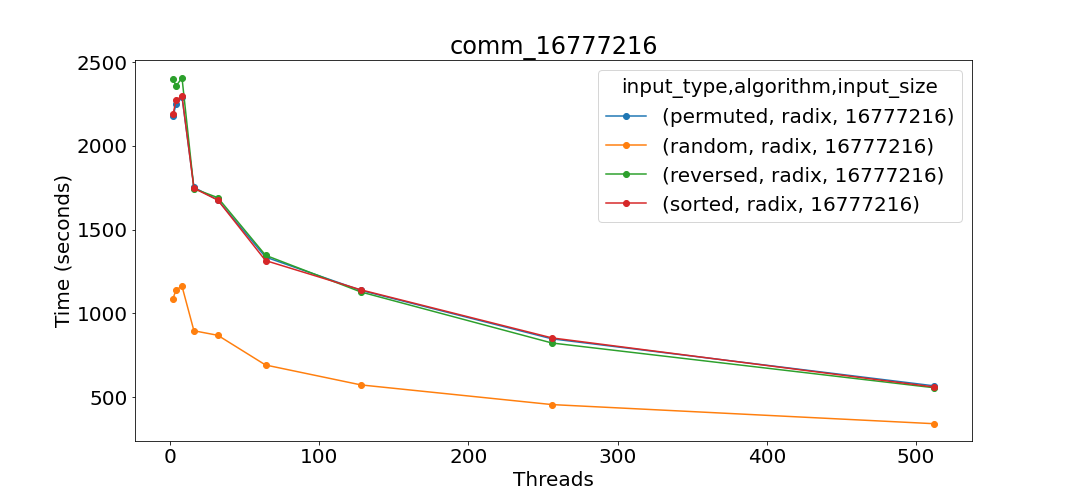 comm_16777216
2500
2000
1500
1000
500
Time (seconds)
input_type,algorithm,input_size
(permuted, radix, 16777216)
(random, radix, 16777216)
(reversed, radix, 16777216)
(sorted, radix, 16777216)
0 100 200 300 400 500
Threads